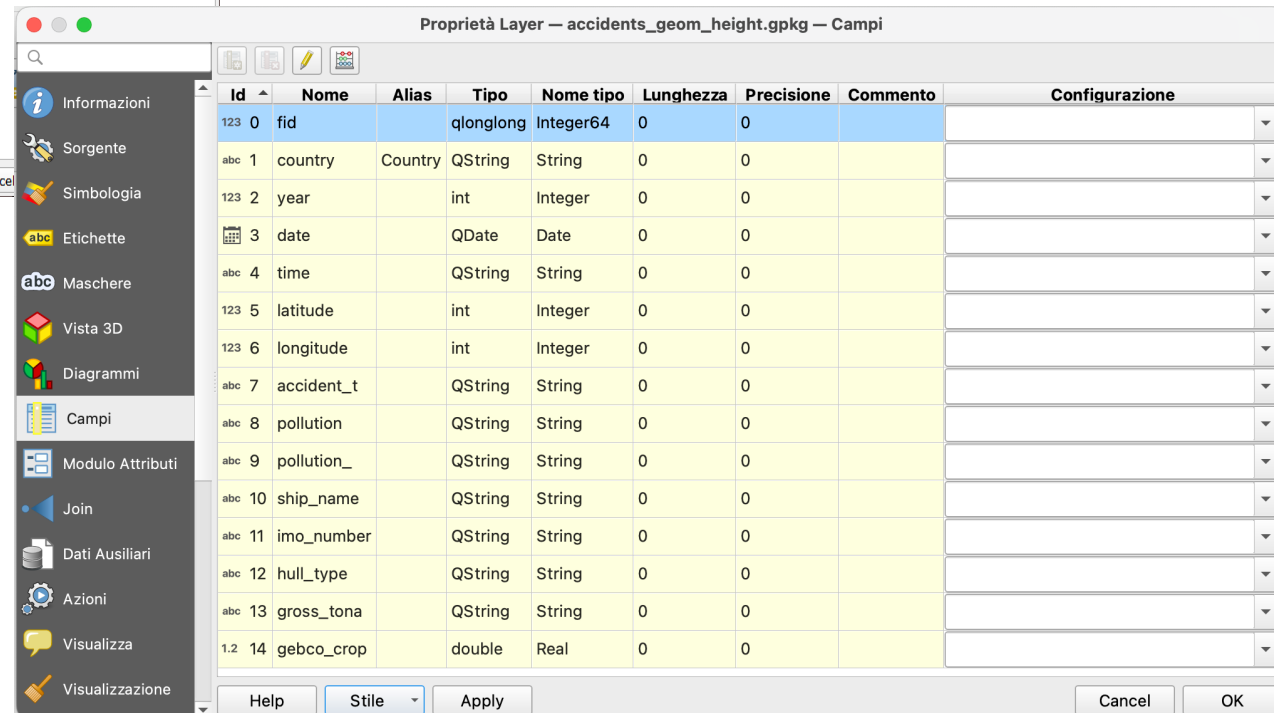 Proprietà Layer — accidents_geom_height.gpkg — Campi
cel
Informazioni
Sorgente
Simbologia
abc Etichette
abc Maschere
Vista 3D
Diagrammi
Campi
Modulo Attributi
Join
Dati Ausiliari
Azioni
Visualizza
Visualizzazione
Id Nome Alias Tipo Nome tipo Lunghezza Precisione Commento Configurazione
123 0 fid qlonglong Integer64 0 0
abc 1 country Country QString String 0 0
123 2 year int Integer 0 0
3 date QDate Date 0 0
abc 4 time QString String 0 0
123 5 latitude int Integer 0 0
123 6 longitude int Integer 0 0
abc 7 accident_t QString String 0 0
abc 8 pollution QString String 0 0
abc 9 pollution_ QString String 0 0
abc 10 ship_name QString String 0 0
abc 11 imo_number QString String 0 0
abc 12 hull_type QString String 0 0
abc 13 gross_tona QString String 0 0
1.2 14 gebco_crop double Real 0 0
Help Stile Apply Cancel OK